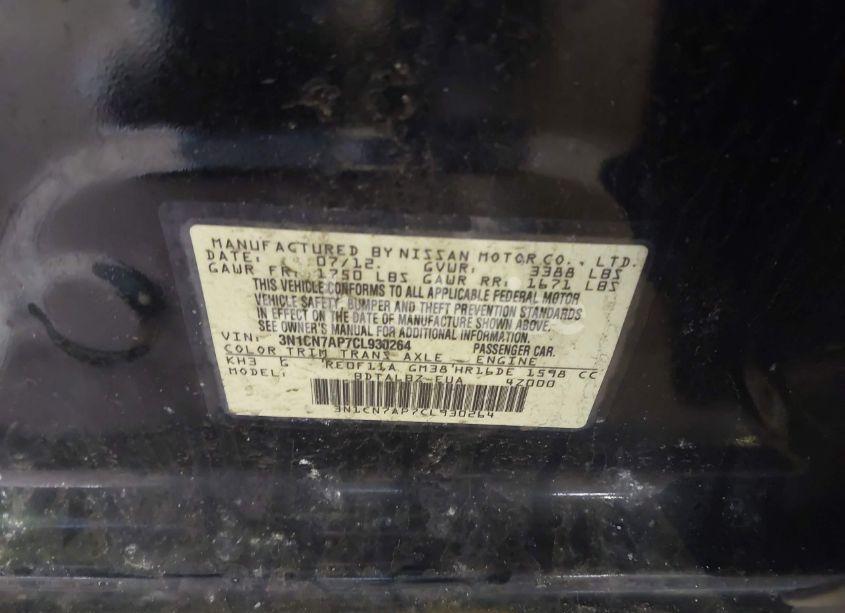 MANUFACTURED BY NISSAN MOTOR CO., LTD.
DATE: 07/12. GVWR: 3388 LBS
GAWR FR: 1750 LBS GAWR RR: 1671 LBS
THIS VEHICLE CONFORMS TO ALL APPLICABLE FEDERAL MOTOR
VEHICLE SAFETY, BUMPER AND THEFT PREVENTION STANDARDS
IN EFFECT ON THE DATE OF MANUFACTURE SHOWN ABOVE.
SEE OWNER'S MANUAL FOR ADDITIONAL INFORMATION.
VIN: 3N1CN7AP7CL930264 PASSENGER CAR.
COLOR TRIM TRANS AXLE ENGINE
KH3 E RE0F11A GM38 HR16DE 1598 CC
MODEL: BDTALBZ-EUA 4Z000
3N1CN7AP7CL930264